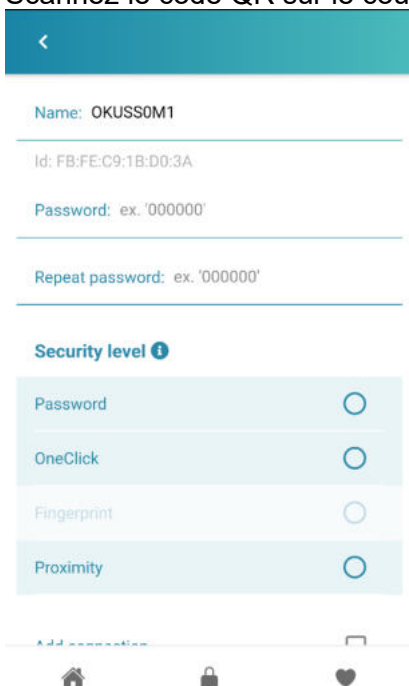 Name: OKUSS0M1
Id: FB:FE:C9:1B:D0:3A
Password: ex. '000000'
Repeat password: ex. '000000'
Security level
Password
OneClick
Fingerprint
Proximity